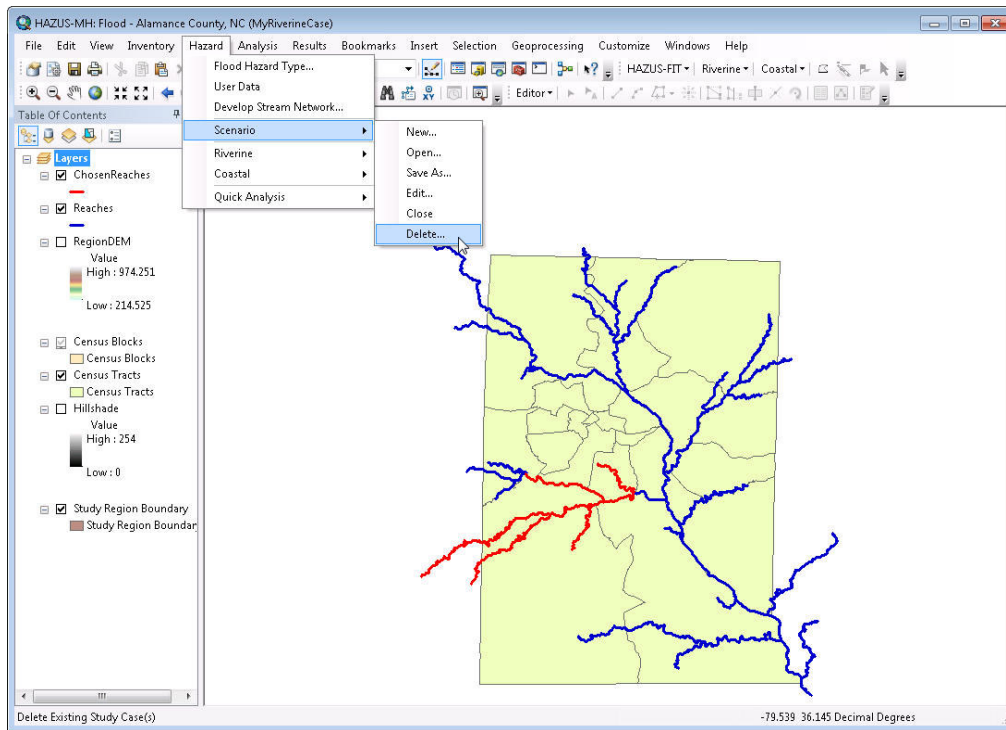 HAZUS-MH: Flood - Alamance County, NC (MyRiverineCase)
File Edit View Inventory Hazard Analysis Results Bookmarks Insert Selection Geoprocessing Customize Windows Help
HAZUS-FIT Riverine Coastal
Editor
Flood Hazard Type...
User Data
Develop Stream Network...
Scenario
Riverine
Coastal
Quick Analysis
New...
Open...
Save As...
Edit...
Close
Delete...
Table Of Contents
Layers
ChosenReaches
Reaches
RegionDEM
Value
High : 974.251
Low : 214.525
Census Blocks
Census Blocks
Census Tracts
Census Tracts
Hillshade
Value
High : 254
Low : 0
Study Region Boundary
Study Region Boundar
Delete Existing Study Case(s)
-79.539 36.145 Decimal Degrees